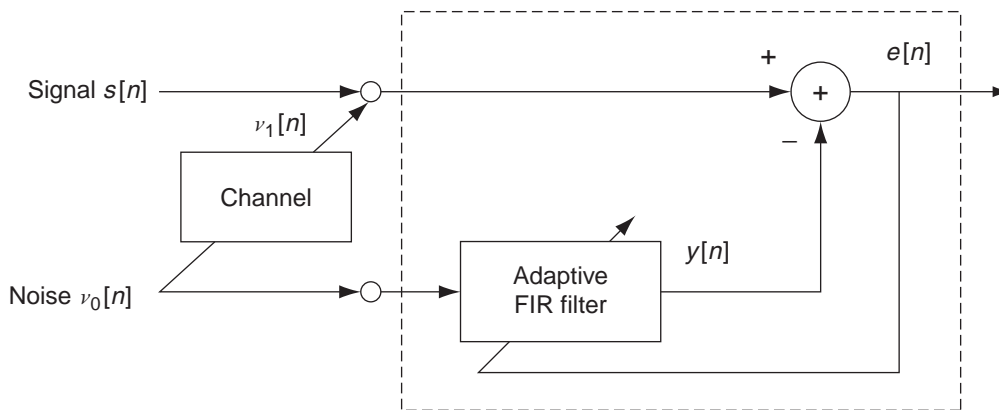 +
e[n]
Signal s[n]
+
ν₁[n]
−
Channel
y[n]
Adaptive
FIR filter
Noise ν₀[n]